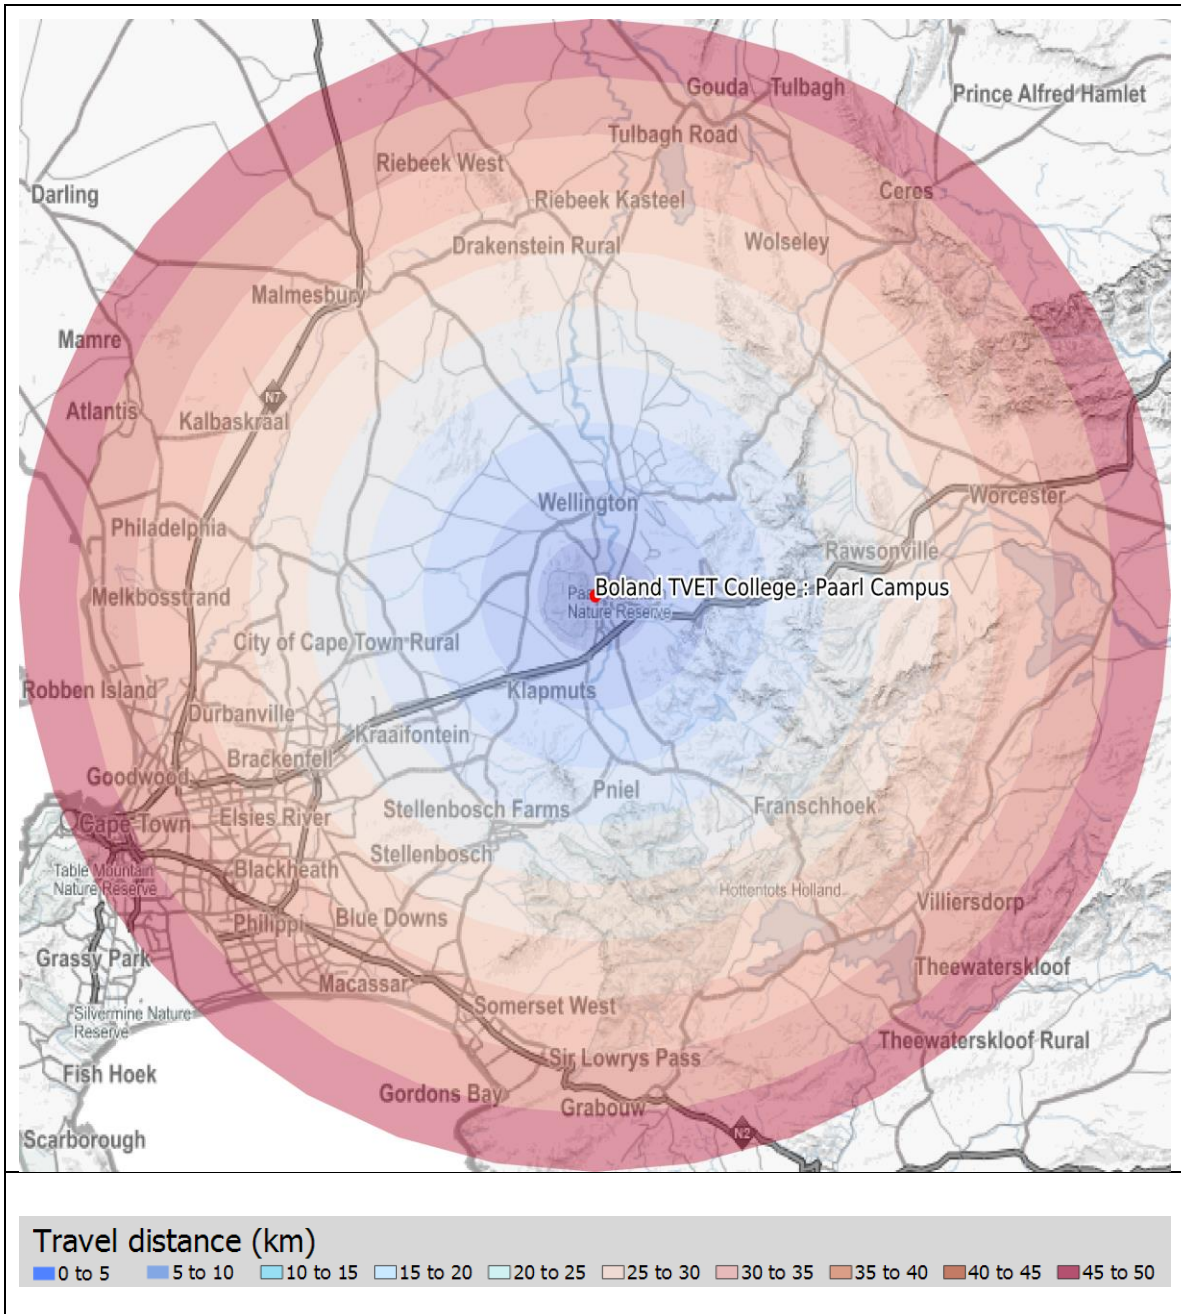 Gouda
Tulbagh
Prince Alfred Hamlet
Tulbagh Road
Riebeek West
Darling
Ceres
Riebeek Kasteel
Drakenstein Rural
Wolseley
Malmesbury
Mamre
N7
Atlantis
Kalbaskraal
Worcester
Wellington
Philadelphia
Rawsonville
Boland TVET College : Paarl Campus
Melkbosstrand
Nature Reserve
City of Cape Town Rural
Robben Island
Klapmuts
Durbanville
Kraaifontein
Brackenfell
Goodwood
Pniel
Franschhoek
Stellenbosch Farms
Elsies River
Cape Town
Stellenbosch
Table Mountain
Nature Reserve
Blackheath
Hottentots Holland
Villiersdorp
Blue Downs
Philippi
Grassy Park
Theewaterskloof
Macassar
Somerset West
Silvermine Nature
Reserve
Theewaterskloof Rural
Sir Lowrys Pass
Fish Hoek
Gordons Bay
Grabouw
N2
Scarborough
Travel distance (km)
0 to 5 5 to 10 10 to 15 15 to 20 20 to 25 25 to 30 30 to 35 35 to 40 40 to 45 45 to 50